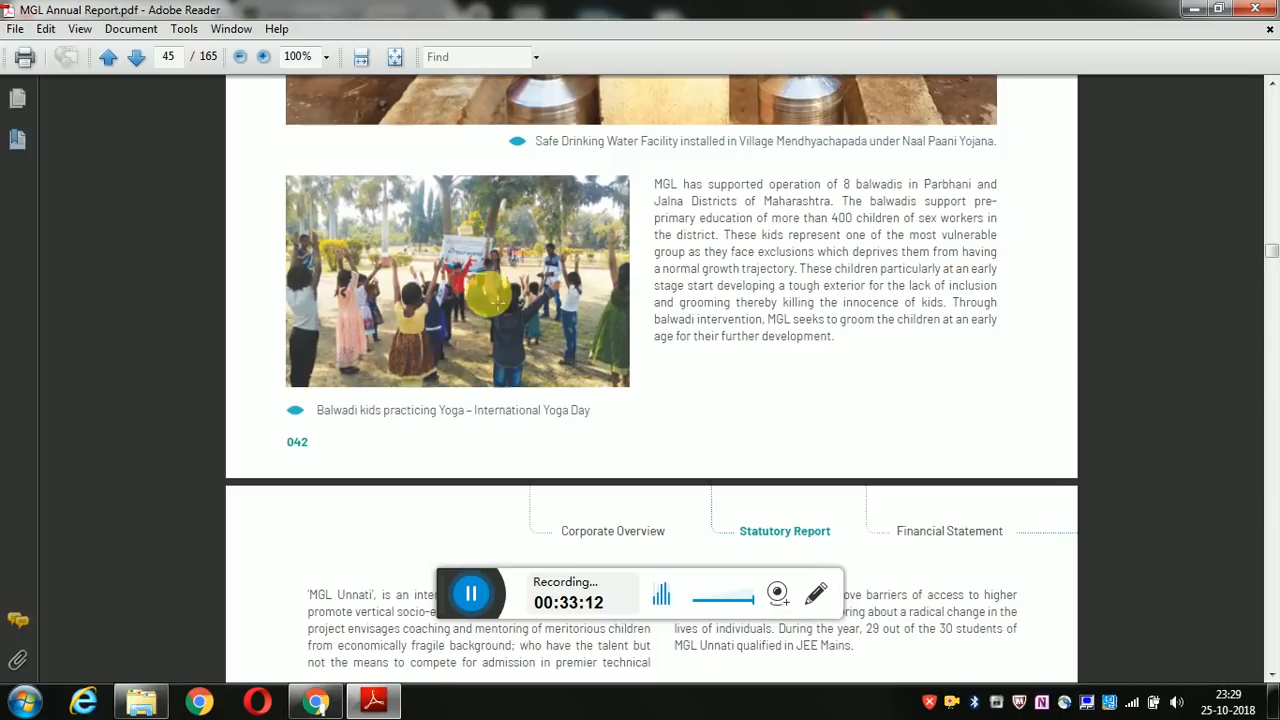 MGL Annual Report.pdf - Adobe Reader
File Edit View Document Tools Window Help
45 / 165 100% Find
Safe Drinking Water Facility installed in Village Mendhyachapada under Naal Paani Yojana.
MGL has supported operation of 8 balwadis in Parbhani and
Jalna Districts of Maharashtra. The balwadis support pre-
primary education of more than 400 children of sex workers in
the district. These kids represent one of the most vulnerable
group as they face exclusions which deprives them from having
a normal growth trajectory. These children particularly at an early
stage start developing a tough exterior for the lack of inclusion
and grooming thereby killing the innocence of kids. Through
balwadi intervention, MGL seeks to groom the children at an early
age for their further development.
Balwadi kids practicing Yoga – International Yoga Day
042
Corporate Overview Statutory Report Financial Statement
'MGL Unnati', is an
promote vertical
project envisages coaching and mentoring of meritorious children
from economically fragile background; who have the talent but
not the means to compete for admission in premier technical
barriers of access to higher
about a radical change in the
lives of individuals. During the year, 29 out of the 30 students of
MGL Unnati qualified in JEE Mains.
Recording...
00:33:12
23:29
25-10-2018